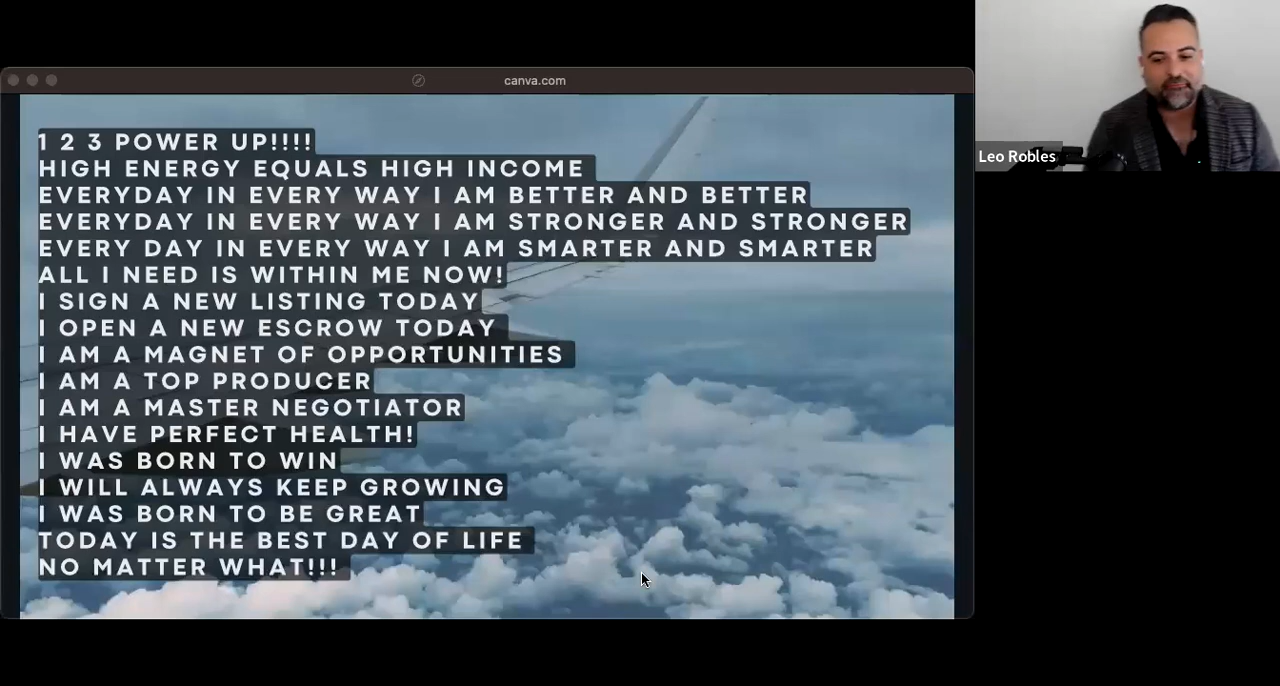 canva.com
1 2 3 POWER UP!!!!
HIGH ENERGY EQUALS HIGH INCOME
EVERYDAY IN EVERY WAY I AM BETTER AND BETTER
EVERYDAY IN EVERY WAY I AM STRONGER AND STRONGER
EVERY DAY IN EVERY WAY I AM SMARTER AND SMARTER
ALL I NEED IS WITHIN ME NOW!
I SIGN A NEW LISTING TODAY
I OPEN A NEW ESCROW TODAY
I AM A MAGNET OF OPPORTUNITIES
I AM A TOP PRODUCER
I AM A MASTER NEGOTIATOR
I HAVE PERFECT HEALTH!
I WAS BORN TO WIN
I WILL ALWAYS KEEP GROWING
I WAS BORN TO BE GREAT
TODAY IS THE BEST DAY OF LIFE
NO MATTER WHAT!!!
Leo Robles